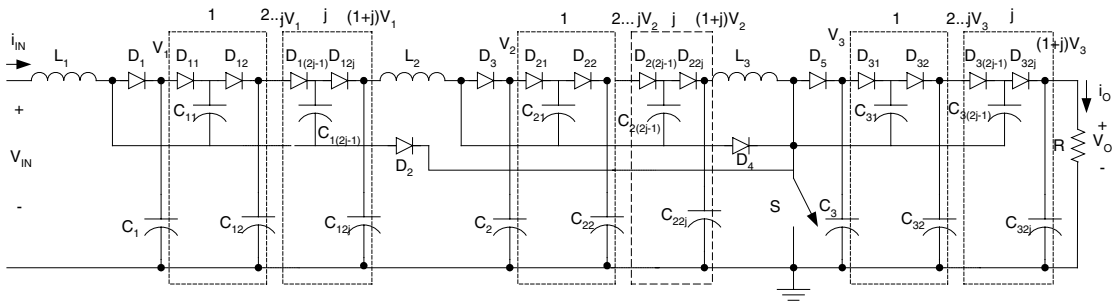 1 2...jV1 j (1+j)V1 1 2...jV2 j (1+j)V2 1 2...jV3 j (1+j)V3
iIN L1 D1 V1 D11 D12 D1(2j-1) D12j L2 D3 V2 D21 D22 D2(2j-1) D22j L3 D5 V3 D31 D32 D3(2j-1) D32j iO
+ C11 C1(2j-1) C21 C2(2j-1) C31 C3(2j-1) +
VIN D2 D4 R VO
- C1 C12 C12j C2 C22 C22j S C3 C32 C32j -